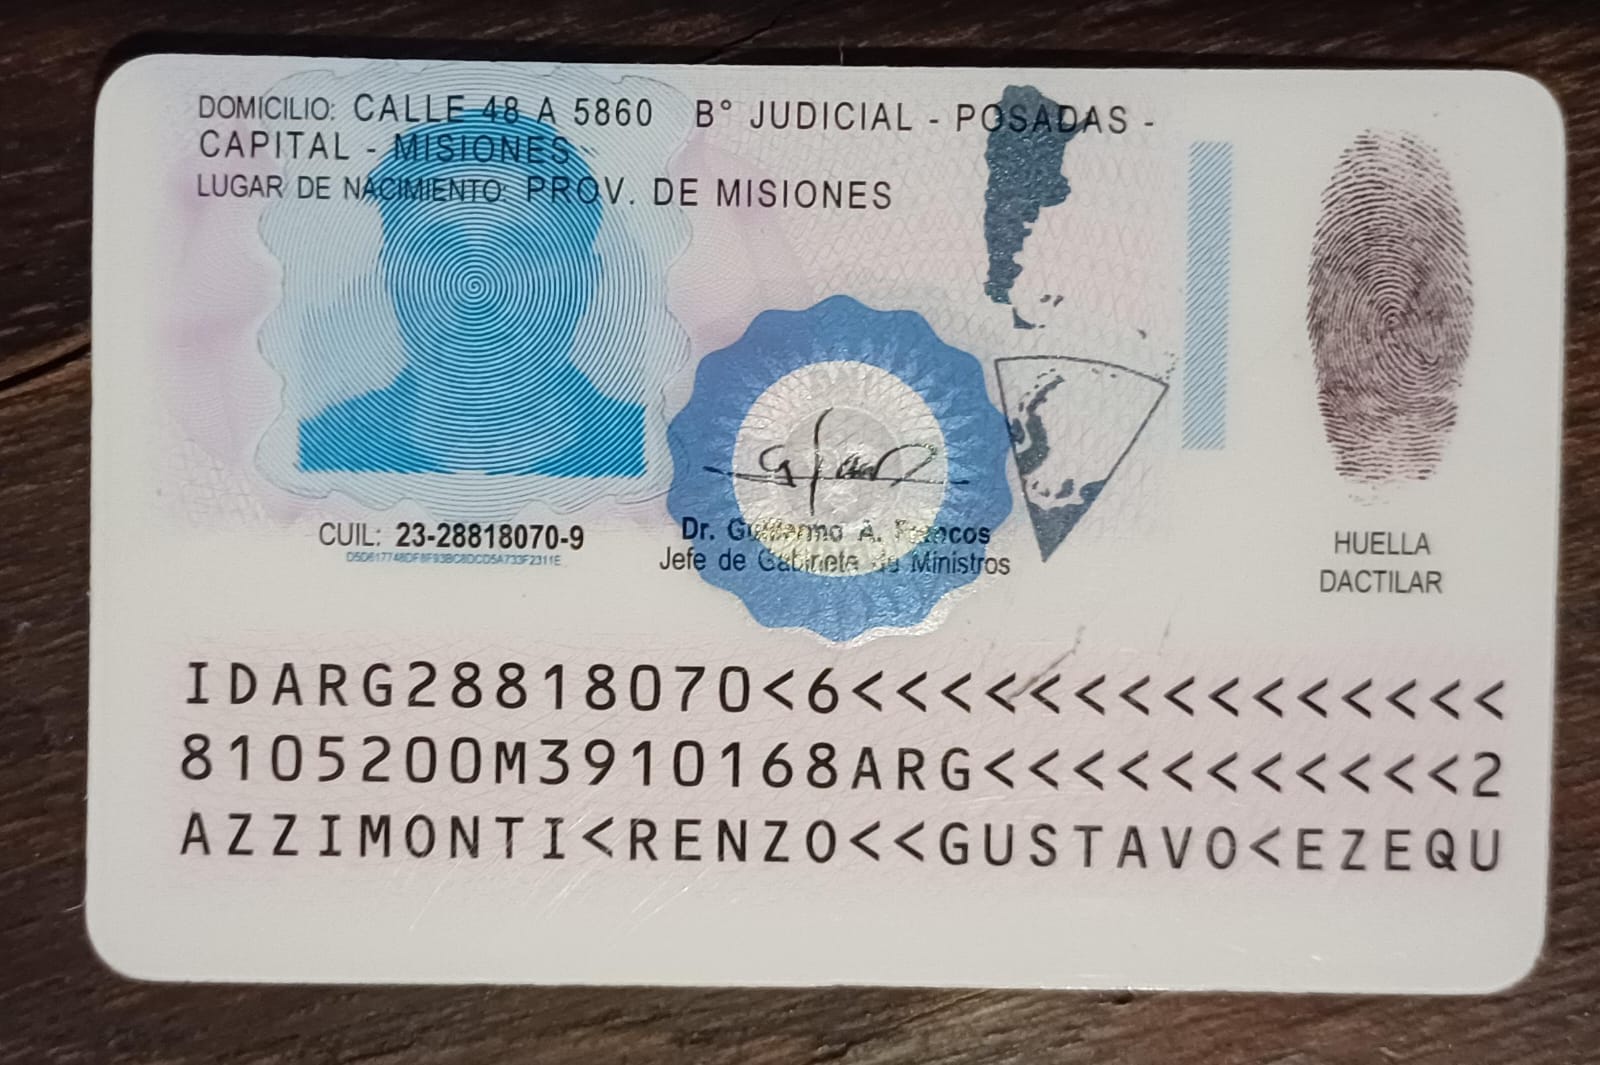 DOMICILIO: CALLE 48 A 5860 B° JUDICIAL - POSADAS -
CAPITAL - MISIONES
LUGAR DE NACIMIENTO: PROV. DE MISIONES
CUIL: 23-28818070-9
Dr. Guillermo A. Francos
Jefe de Gabinete de Ministros
HUELLA
DACTILAR
IDARG28818070<6<<<<<<<<<<<<<<<
8105200M3910168ARG<<<<<<<<<<<2
AZZIMONTI<RENZO<<GUSTAVO<EZEQU